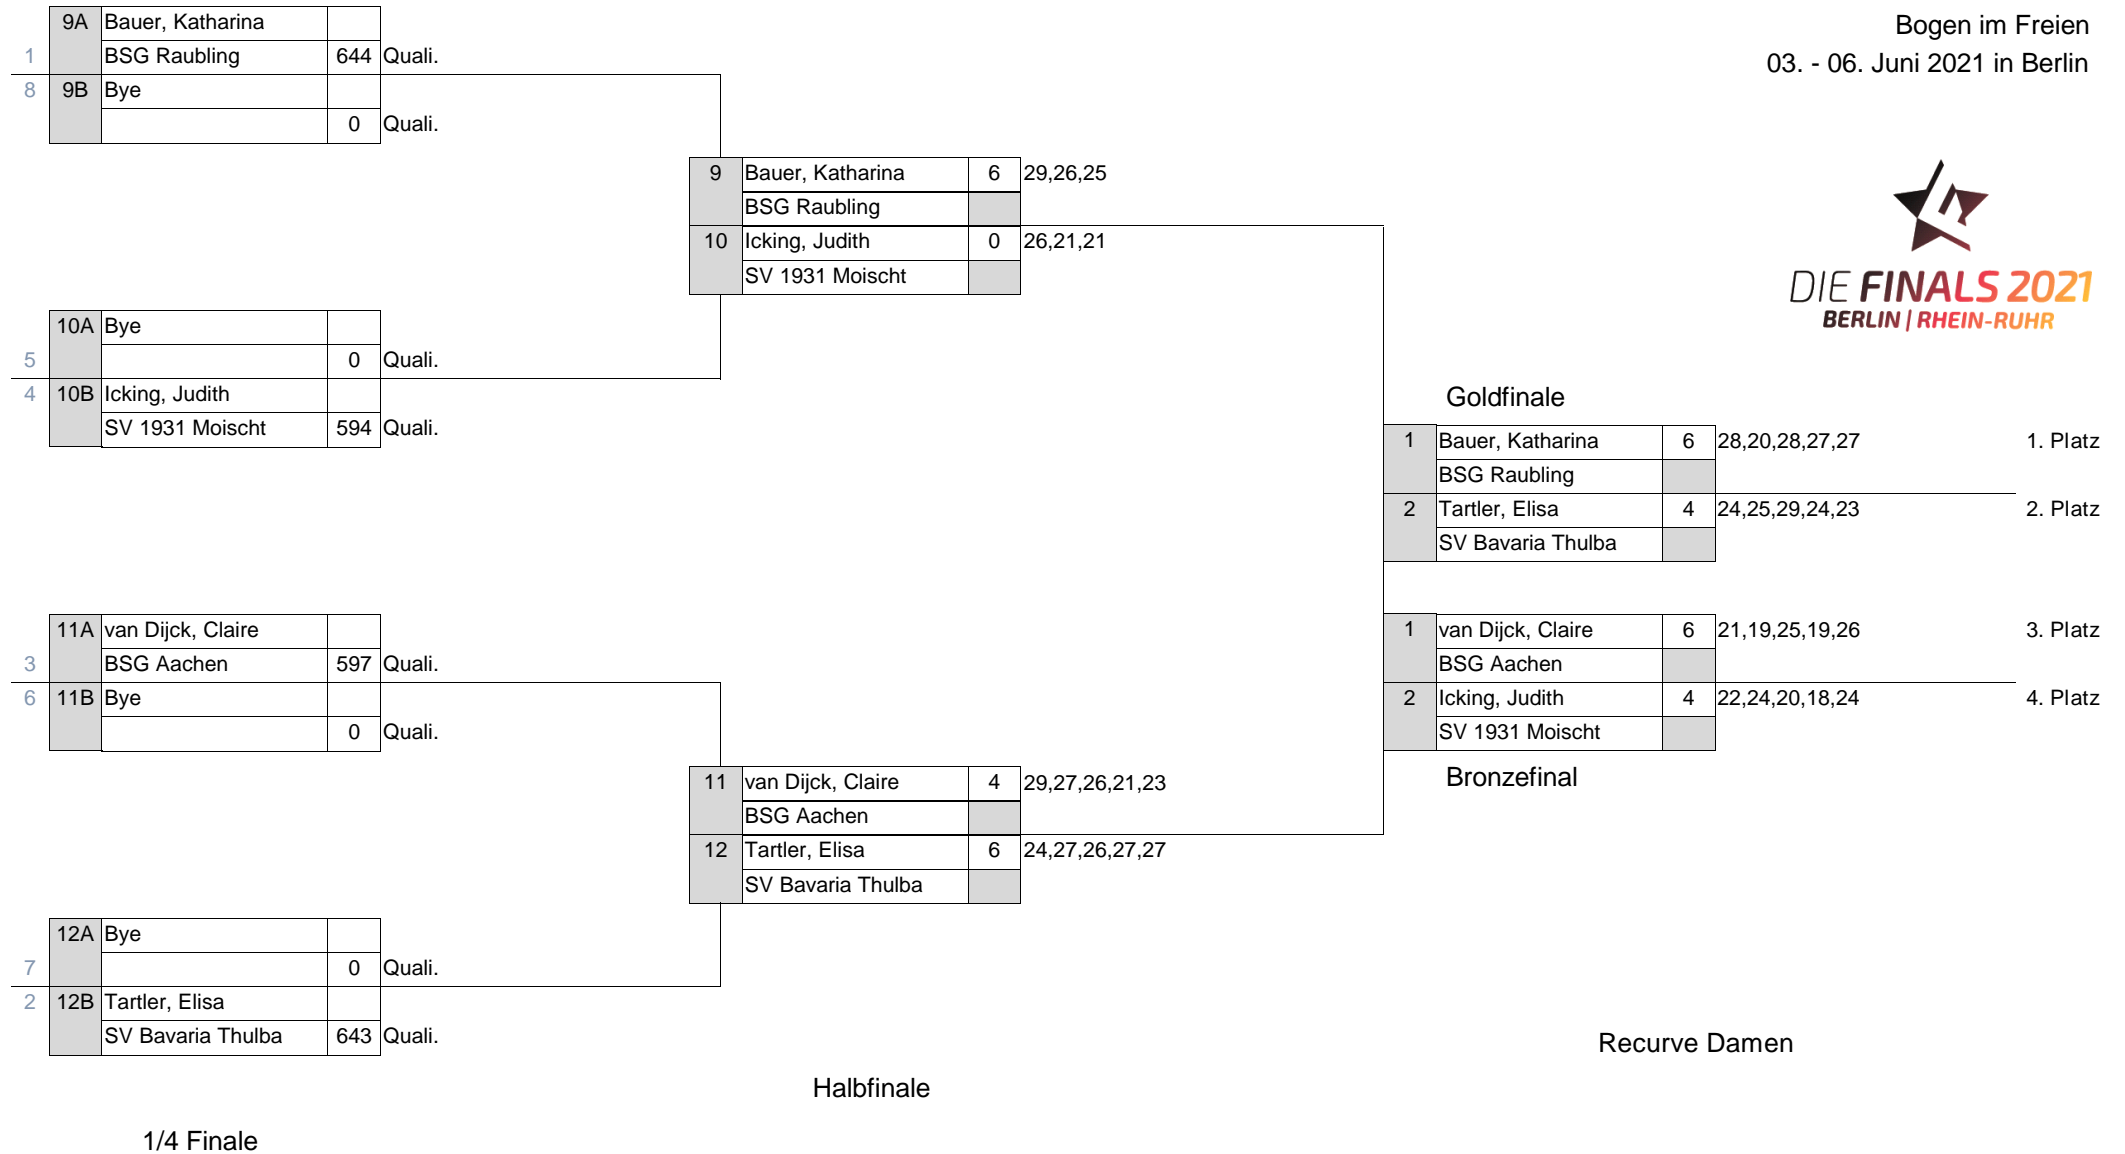 Bogen im Freien
03. - 06. Juni 2021 in Berlin
DIE FINALS 2021
BERLIN | RHEIN-RUHR
9A Bauer, Katharina
1 BSG Raubling 644 Quali.
8 9B Bye
0 Quali.
10A Bye
5 0 Quali.
4 10B Icking, Judith
SV 1931 Moischt 594 Quali.
11A van Dijck, Claire
3 BSG Aachen 597 Quali.
6 11B Bye
0 Quali.
12A Bye
7 0 Quali.
2 12B Tartler, Elisa
SV Bavaria Thulba 643 Quali.
1/4 Finale
9 Bauer, Katharina 6 29,26,25
BSG Raubling
10 Icking, Judith 0 26,21,21
SV 1931 Moischt
11 van Dijck, Claire 4 29,27,26,21,23
BSG Aachen
12 Tartler, Elisa 6 24,27,26,27,27
SV Bavaria Thulba
Halbfinale
Goldfinale
1 Bauer, Katharina 6 28,20,28,27,27 1. Platz
BSG Raubling
2 Tartler, Elisa 4 24,25,29,24,23 2. Platz
SV Bavaria Thulba
1 van Dijck, Claire 6 21,19,25,19,26 3. Platz
BSG Aachen
2 Icking, Judith 4 22,24,20,18,24 4. Platz
SV 1931 Moischt
Bronzefinal
Recurve Damen